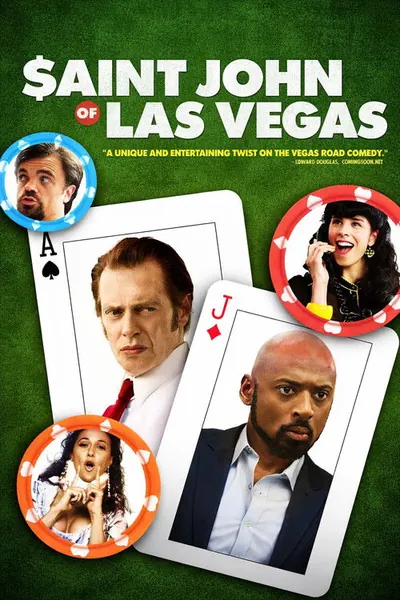 $AINT JOHN
OF LAS VEGAS
"A UNIQUE AND ENTERTAINING TWIST ON THE VEGAS ROAD COMEDY."
EDWARD DOUGLAS, COMINGSOON.NET
A
J